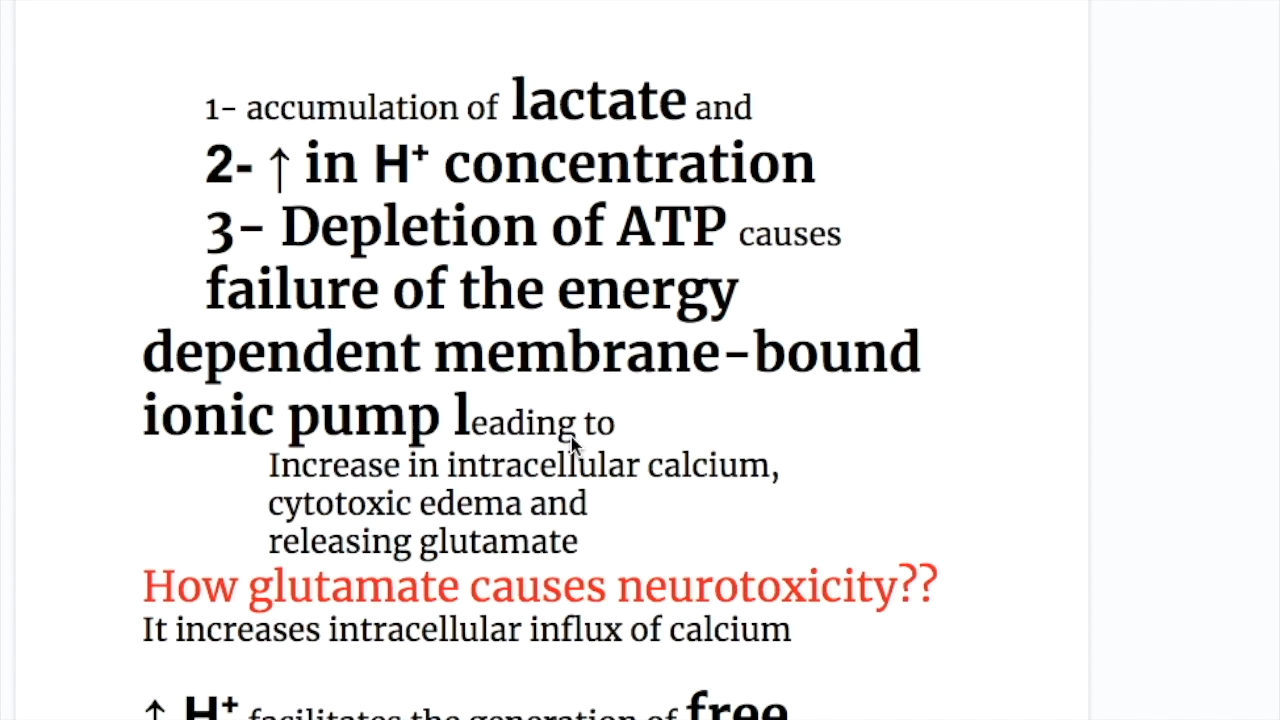 1- accumulation of lactate and
2- ↑ in H⁺ concentration
3- Depletion of ATP causes
failure of the energy
dependent membrane-bound
ionic pump leading to
Increase in intracellular calcium,
cytotoxic edema and
releasing glutamate
How glutamate causes neurotoxicity??
It increases intracellular influx of calcium
↑ H⁺ facilitates the generation of free